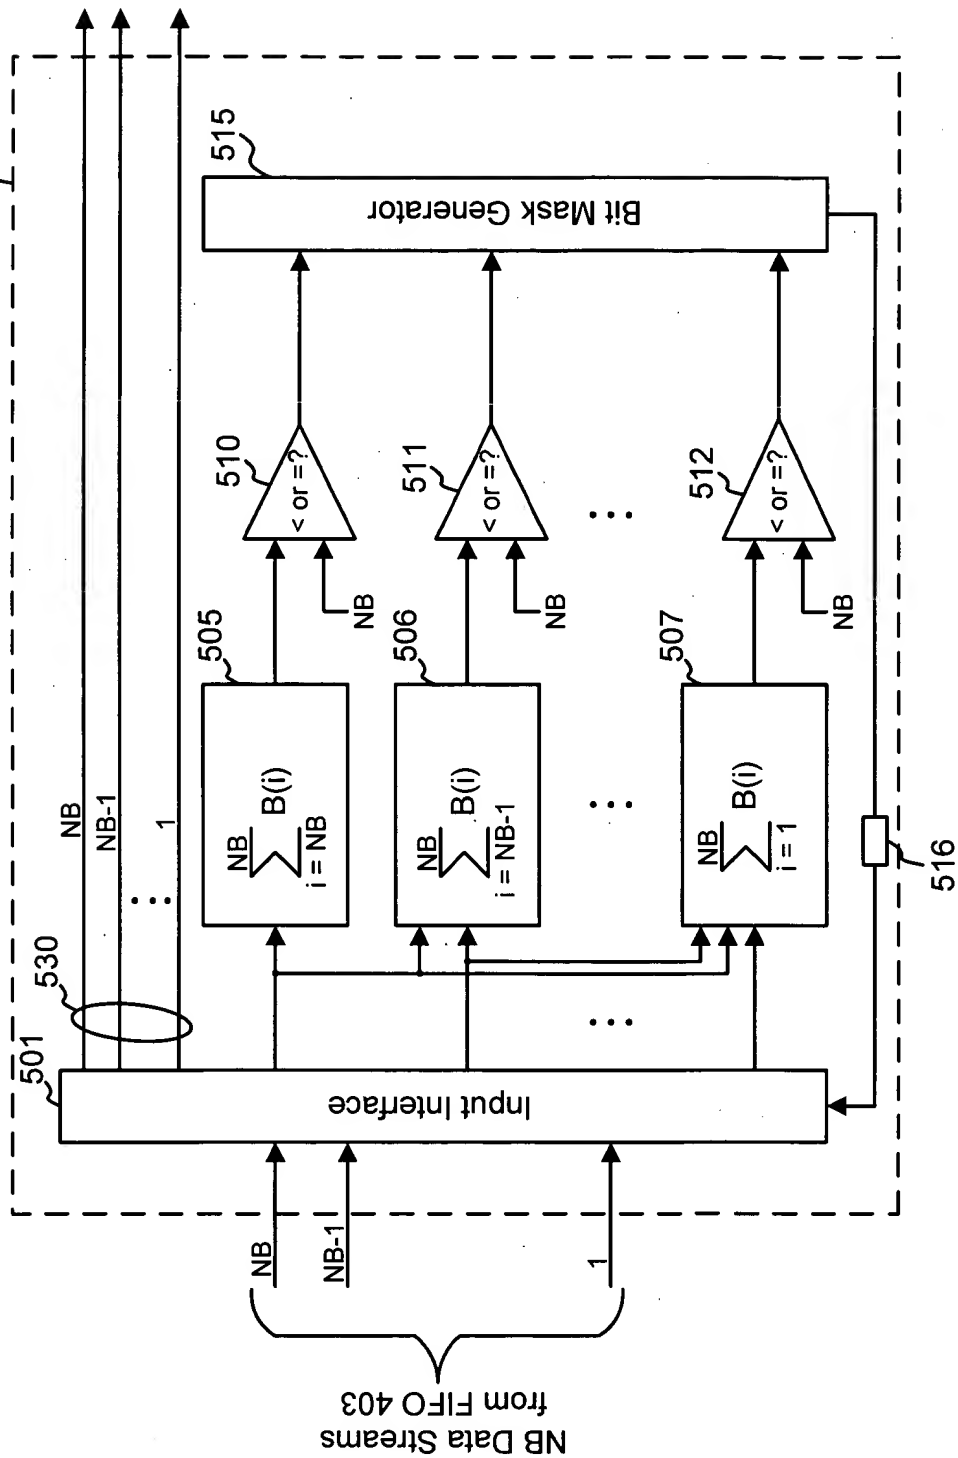 NB Data Streams
from FIFO 403
NB
NB-1
1
501
Input Interface
530
NB
NB-1
...
1
505
NB
∑ B(i)
i = NB
506
NB
∑ B(i)
i = NB-1
...
...
507
NB
∑ B(i)
i = 1
510
< or =?
NB
511
< or =?
NB
...
512
< or =?
NB
515
Bit Mask Generator
516